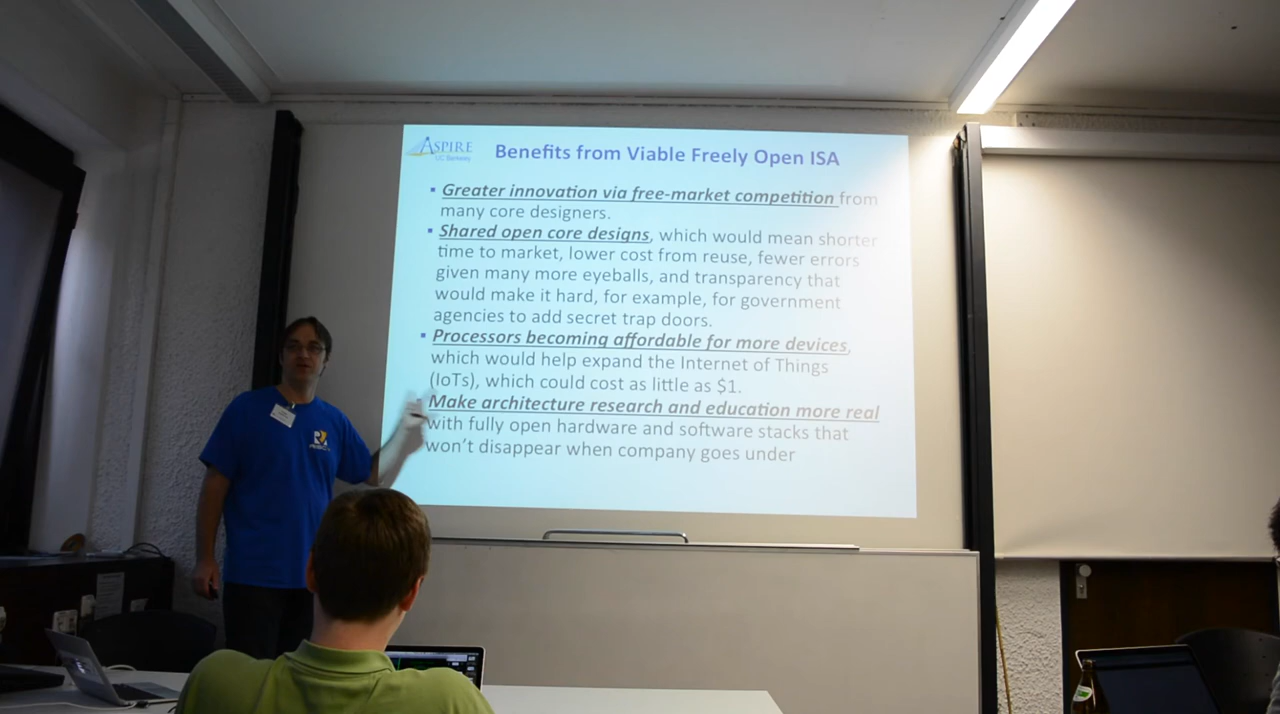 ASPIRE
UC Berkeley
Benefits from Viable Freely Open ISA
▪ Greater innovation via free-market competition from
many core designers.
▪ Shared open core designs, which would mean shorter
time to market, lower cost from reuse, fewer errors
given many more eyeballs, and transparency that
would make it hard, for example, for government
agencies to add secret trap doors.
▪ Processors becoming affordable for more devices,
which would help expand the Internet of Things
(IoTs), which could cost as little as $1.
Make architecture research and education more real
with fully open hardware and software stacks that
won't disappear when company goes under